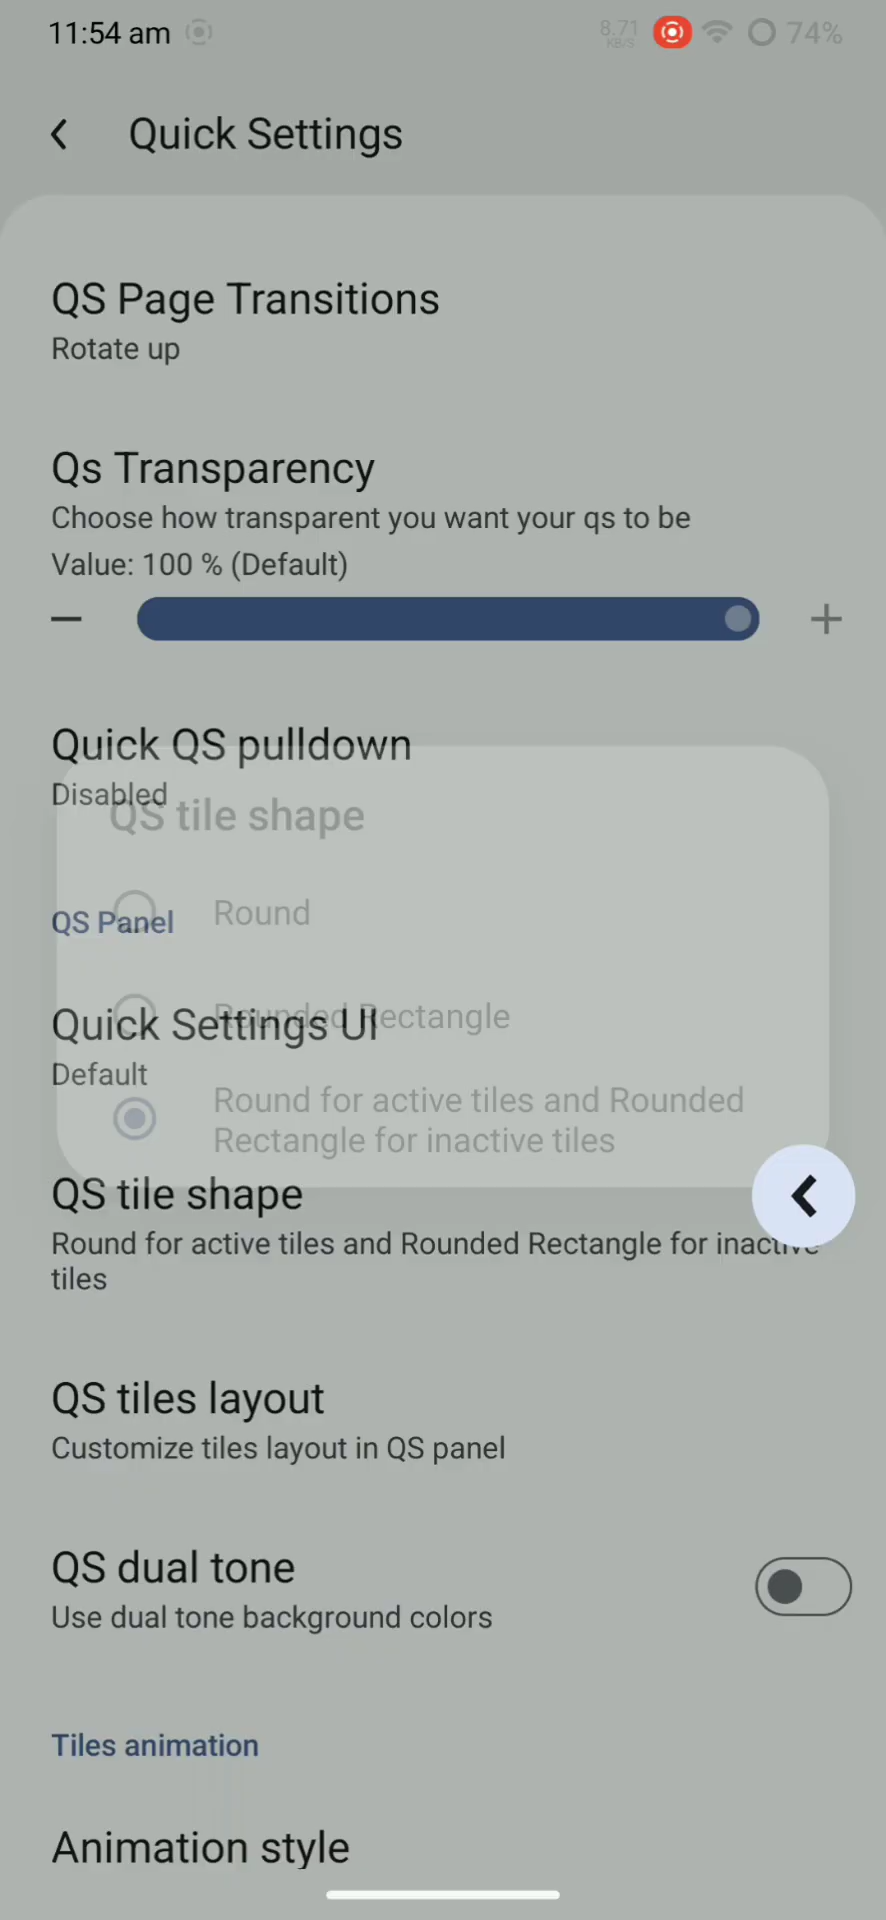 11:54 am
8.71
KB/S
74%
Quick Settings
QS Page Transitions
Rotate up
Qs Transparency
Choose how transparent you want your qs to be
Value: 100 % (Default)
Quick QS pulldown
Disabled
QS tile shape
Round
QS Panel
Rounded Rectangle
Quick Settings UI
Default
Round for active tiles and Rounded
Rectangle for inactive tiles
QS tile shape
Round for active tiles and Rounded Rectangle for inactive
tiles
QS tiles layout
Customize tiles layout in QS panel
QS dual tone
Use dual tone background colors
Tiles animation
Animation style